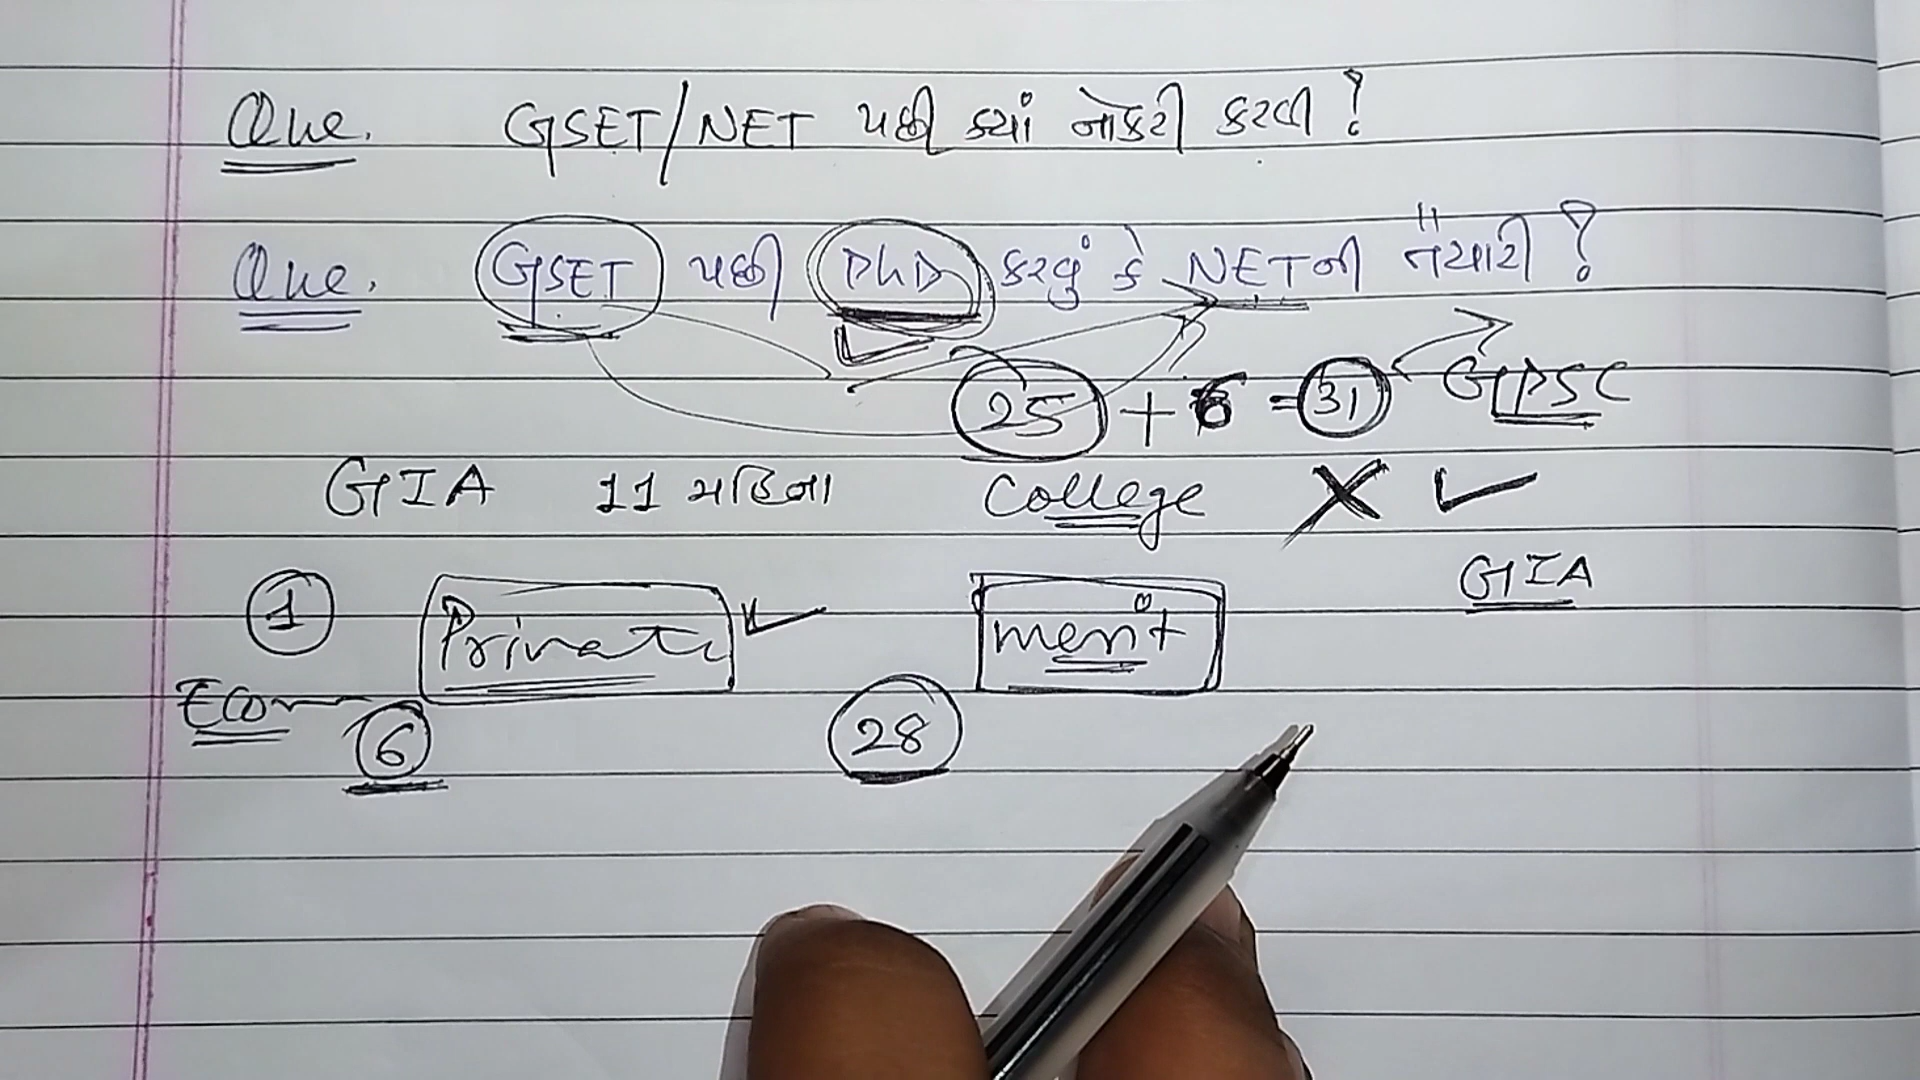 Que. GSET/NET પછી ક્યાં નોકરી કરવી?
Que. GSET પછી PhD કરવું કે NETની તૈયારી?
25 + 6 = 31 GPSC
GIA 11 મહિના College
GIA
1 Private merit
Econ
6 28